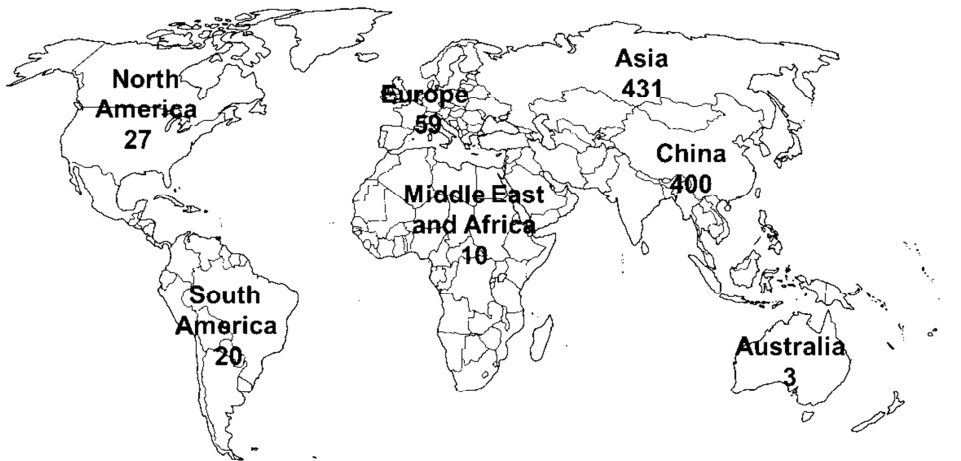 North
America
27
Europe
59
Asia
431
China
400
Middle East
and Africa
10
South
America
20
Australia
3